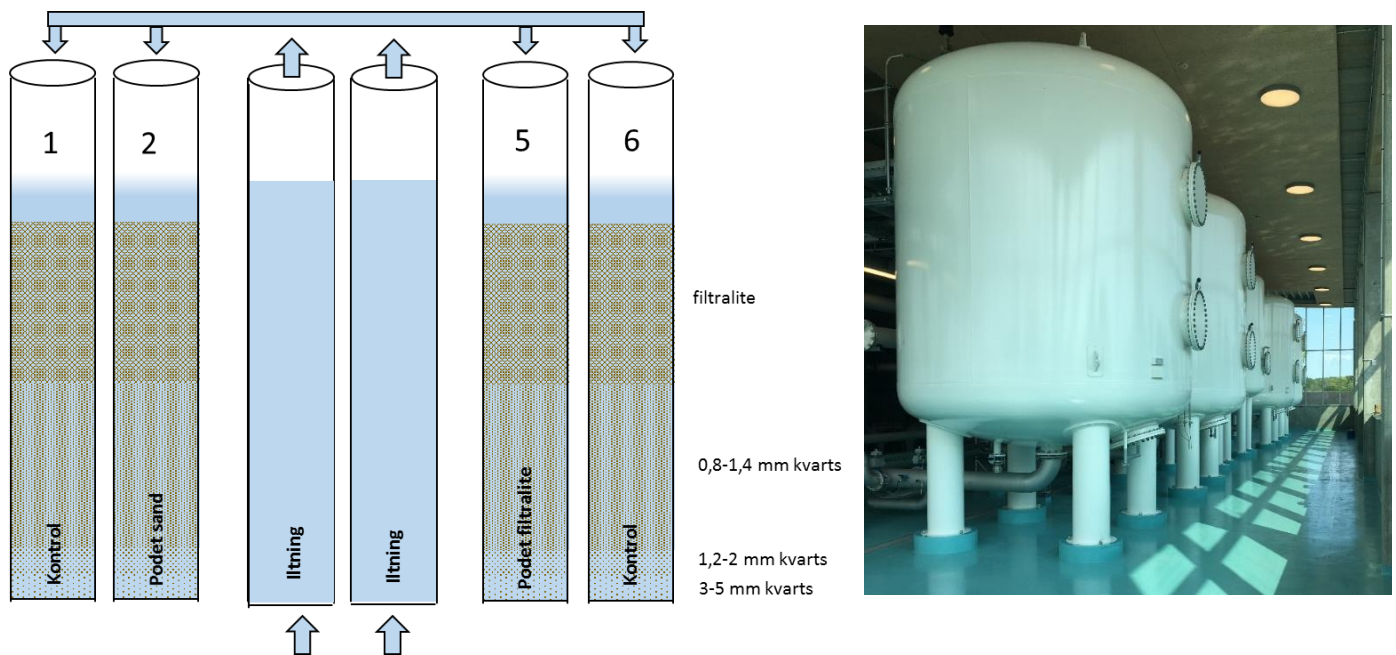 1
2
5
6
Kontrol
Podet sand
Iltning
Iltning
Podet filtralite
Kontrol
filtralite
0,8-1,4 mm kvarts
1,2-2 mm kvarts
3-5 mm kvarts